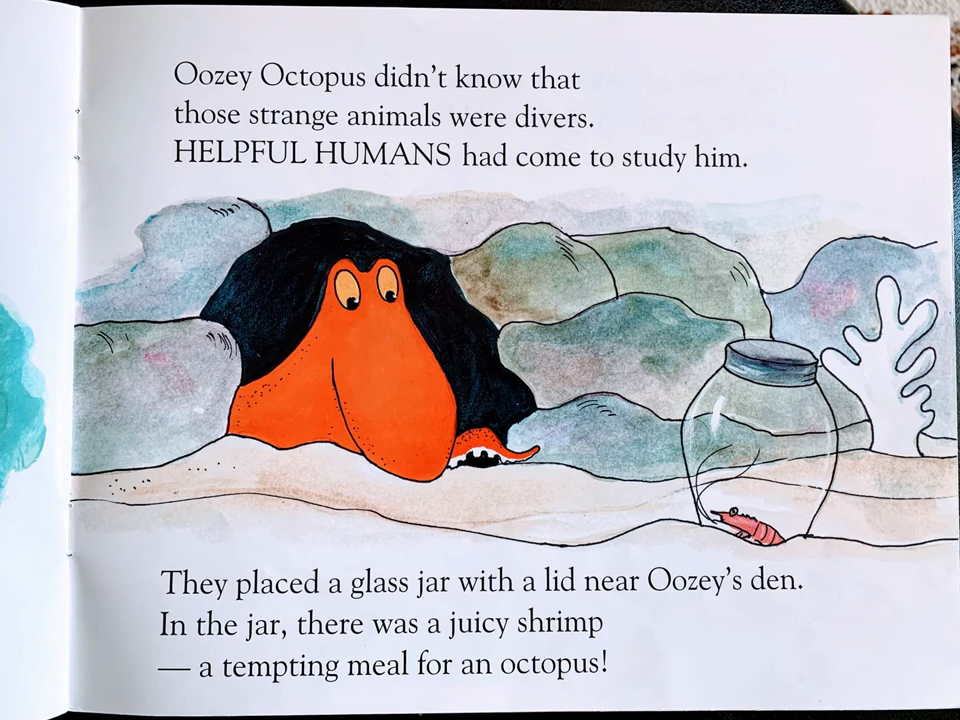 Oozey Octopus didn't know that
those strange animals were divers.
HELPFUL HUMANS had come to study him.
They placed a glass jar with a lid near Oozey's den.
In the jar, there was a juicy shrimp
— a tempting meal for an octopus!